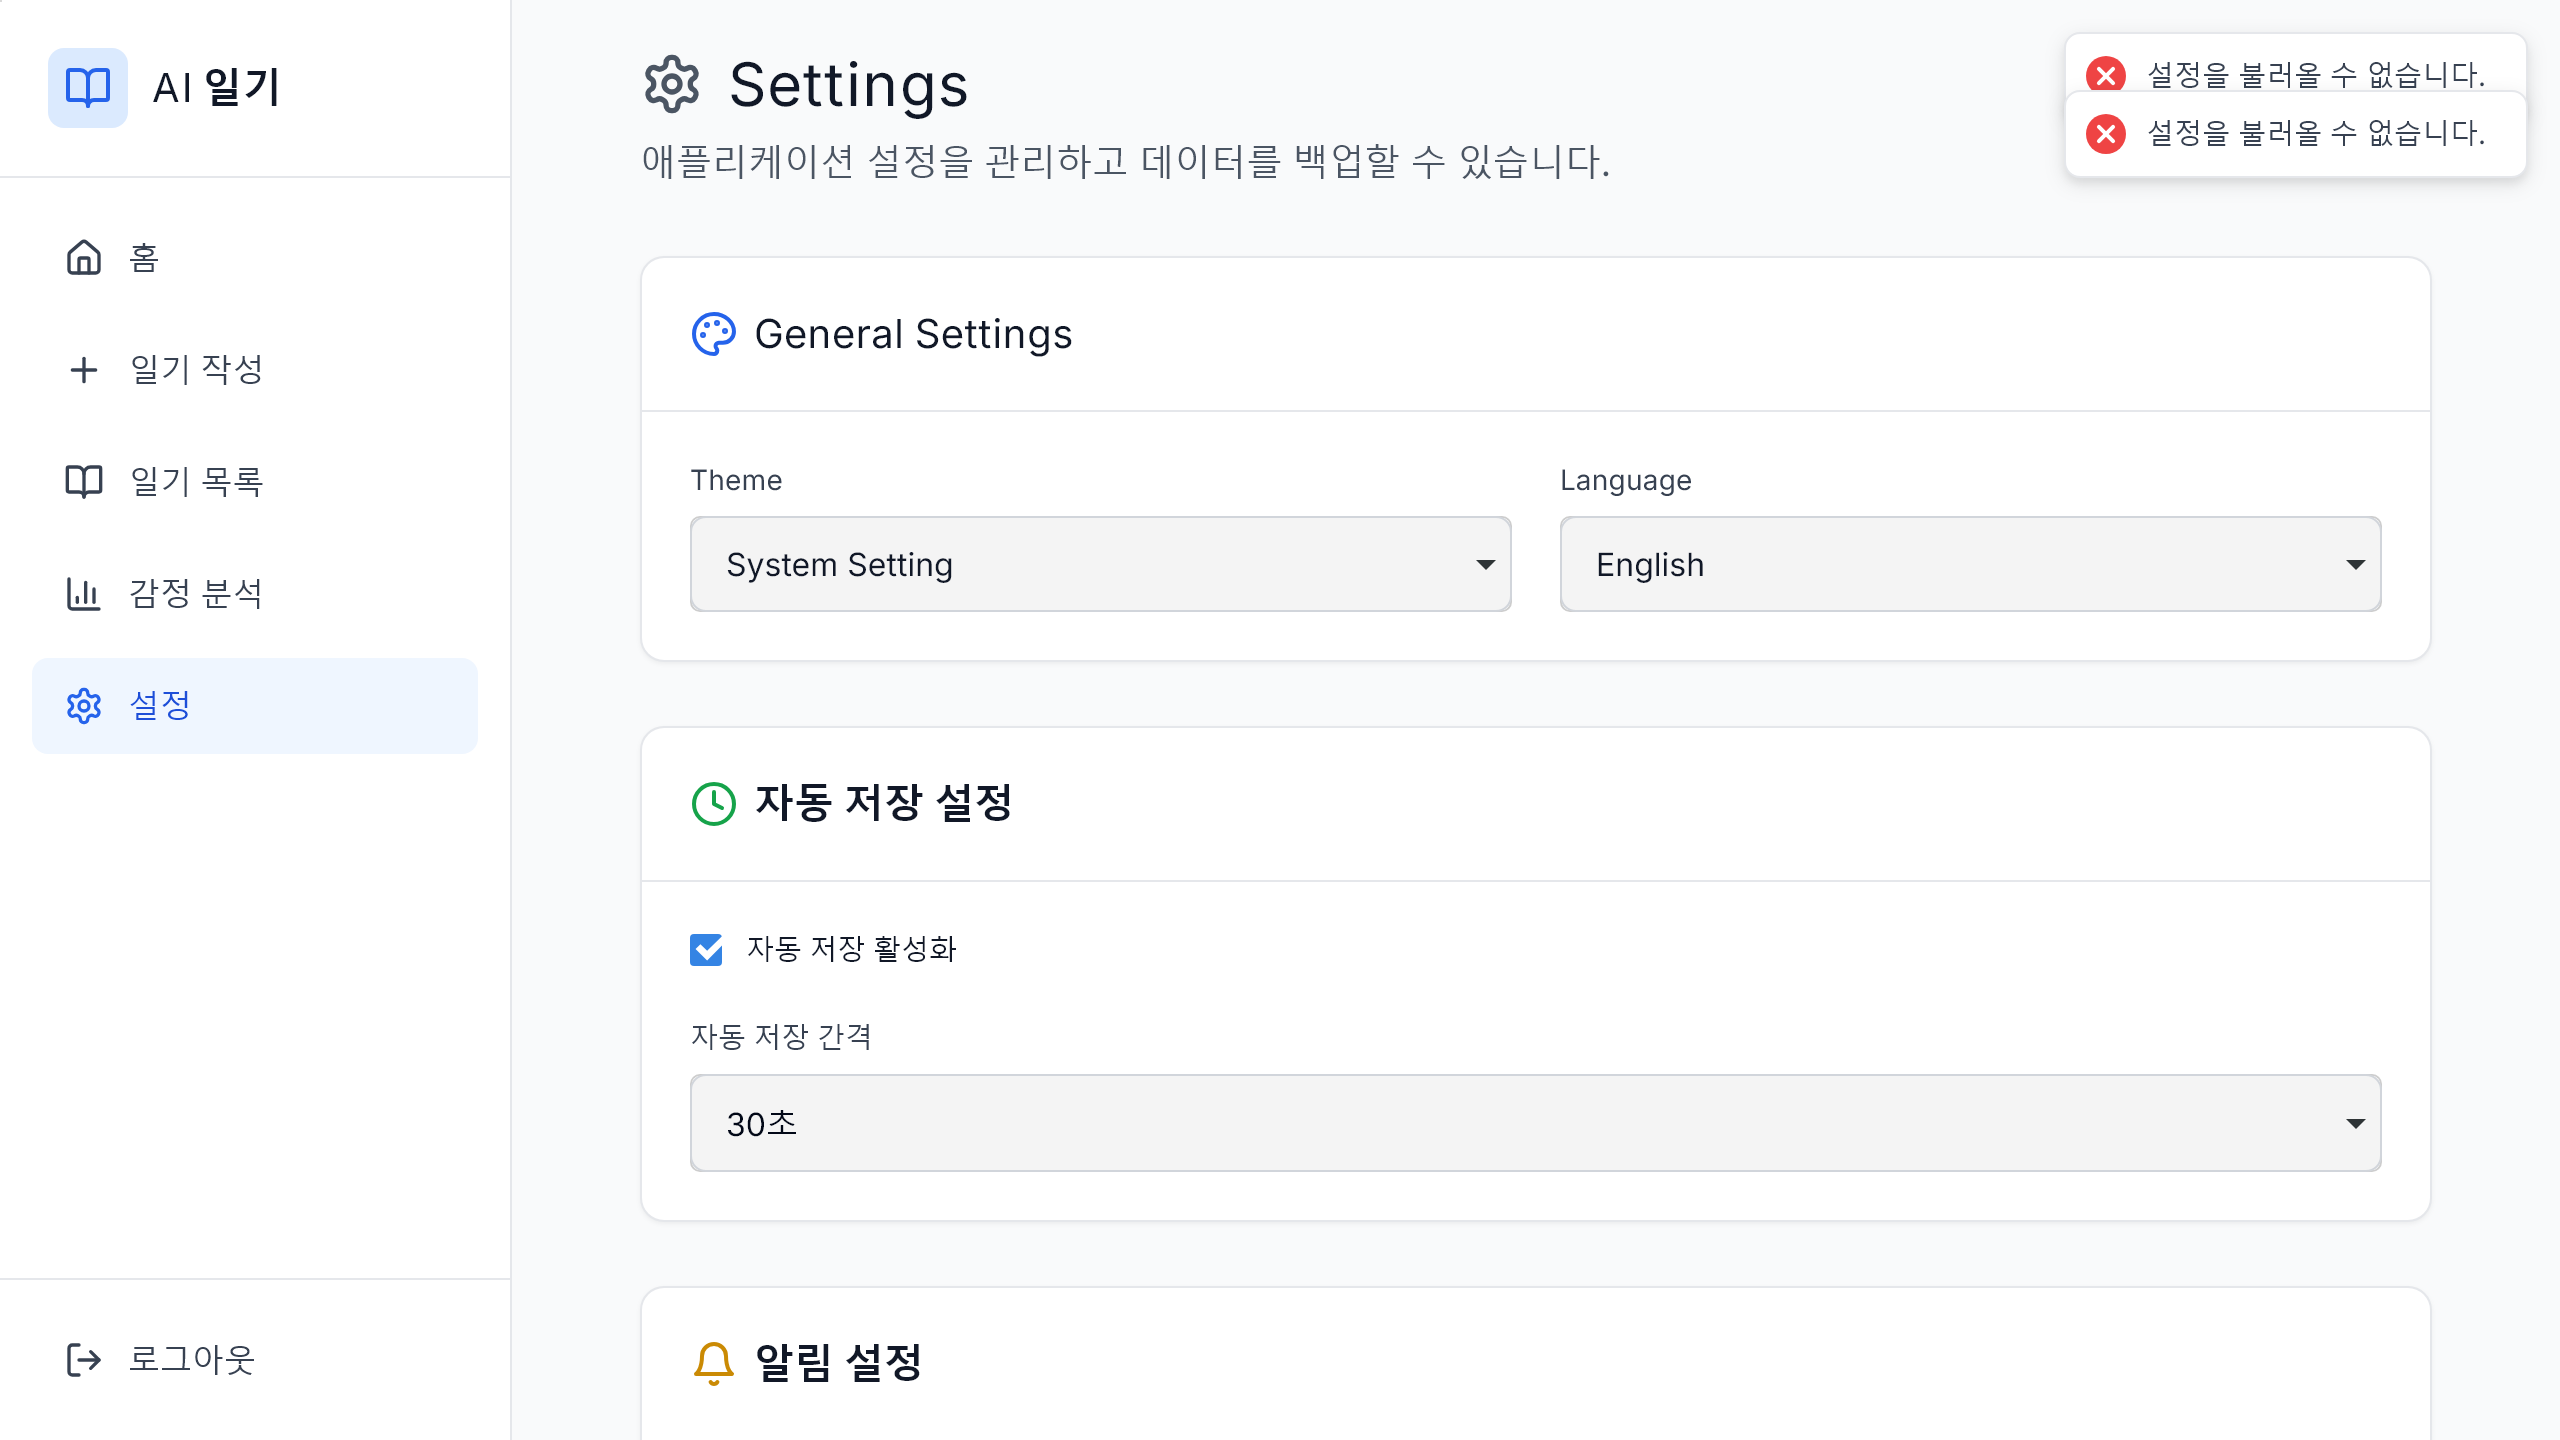 AI 일기
홈
일기 작성
일기 목록
감정 분석
설정
로그아웃
Settings
애플리케이션 설정을 관리하고 데이터를 백업할 수 있습니다.
설정을 불러올 수 없습니다.
설정을 불러올 수 없습니다.
General Settings
Theme
Language
System Setting
English
자동 저장 설정
자동 저장 활성화
자동 저장 간격
30초
알림 설정